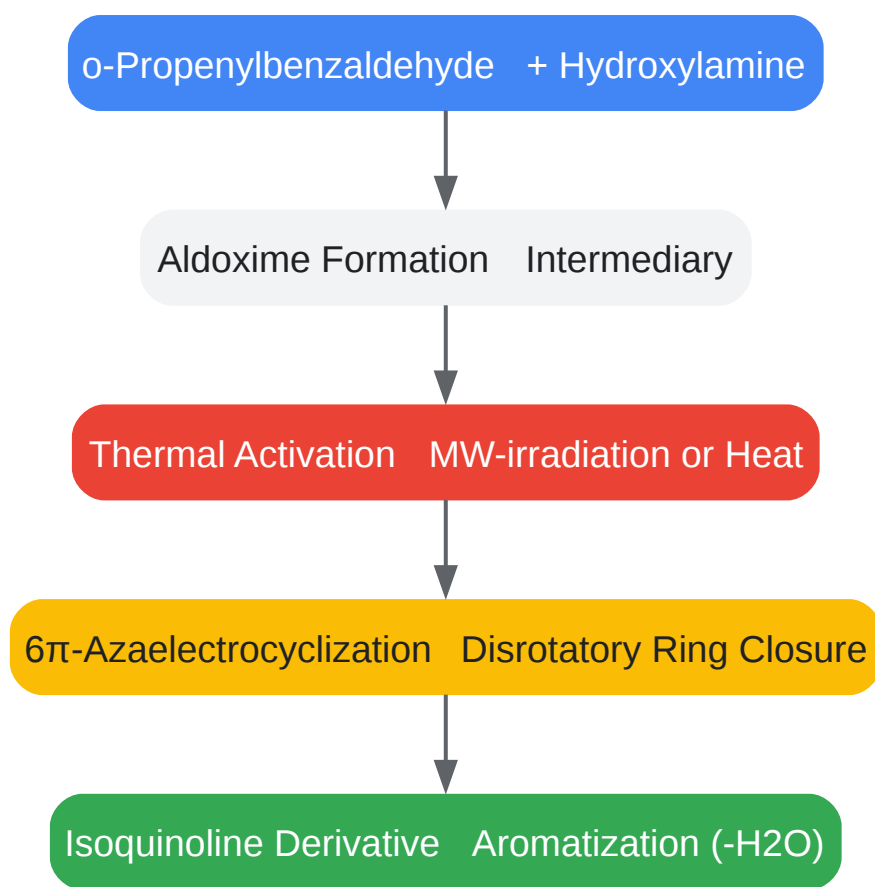 o-Propenylbenzaldehyde + Hydroxylamine
Aldoxime Formation Intermediary
Thermal Activation MW-irradiation or Heat
6π-Azaelectrocyclization Disrotatory Ring Closure
Isoquinoline Derivative Aromatization (-H2O)